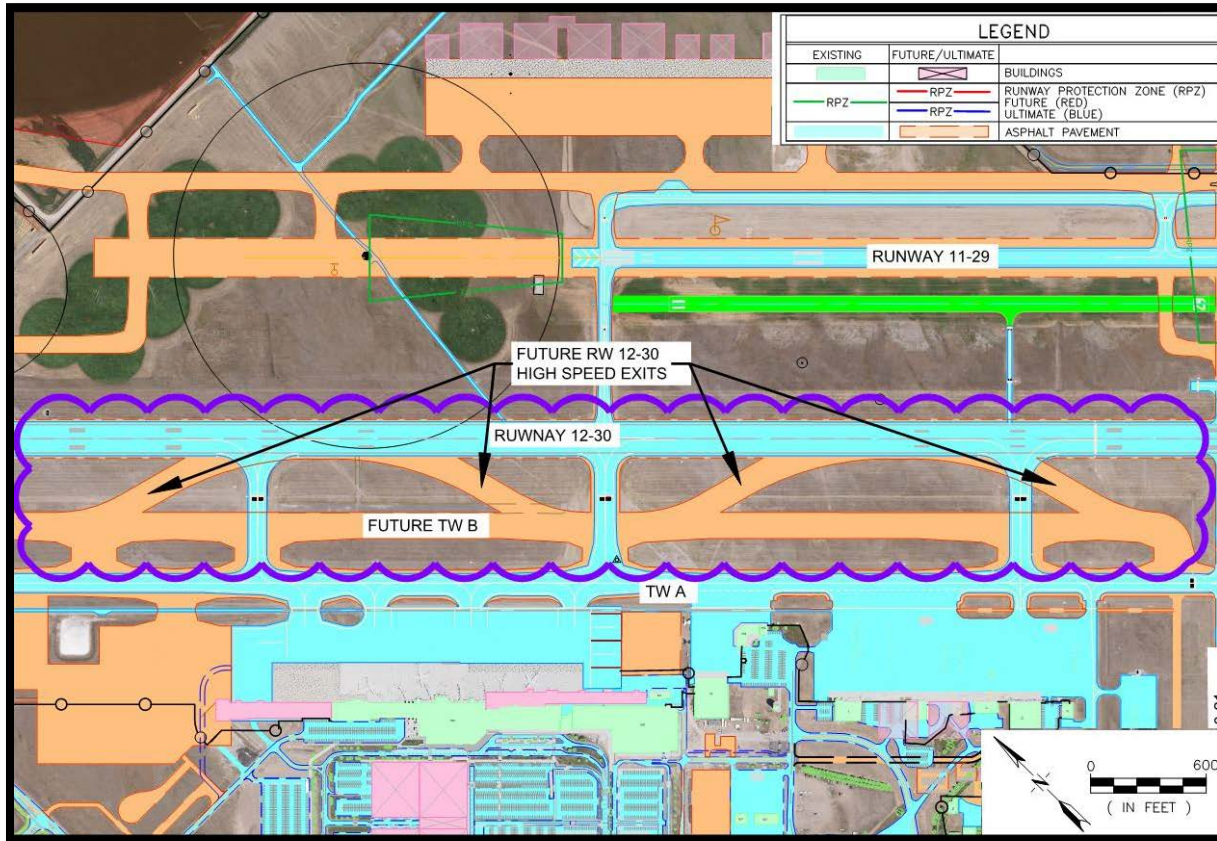 LEGEND
EXISTING
FUTURE/ULTIMATE
BUILDINGS
RPZ
RPZ
RPZ
RUNWAY PROTECTION ZONE (RPZ)
FUTURE (RED)
ULTIMATE (BLUE)
ASPHALT PAVEMENT
RUNWAY 11-29
11
FUTURE RW 12-30
HIGH SPEED EXITS
RUWNAY 12-30
FUTURE TW B
TW A
0
600
( IN FEET )